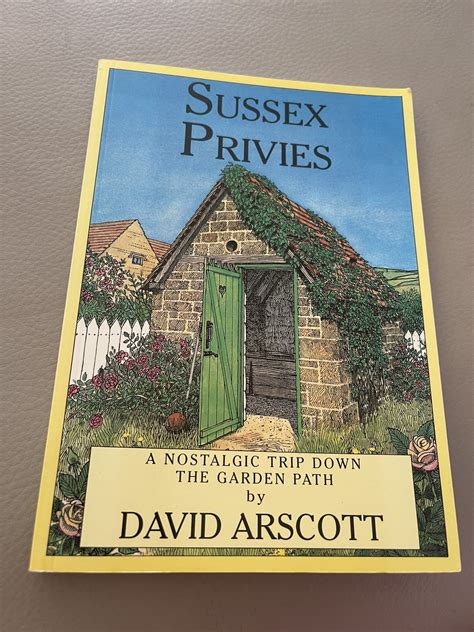 SUSSEX
PRIVIES
A NOSTALGIC TRIP DOWN
THE GARDEN PATH
by
DAVID ARSCOTT